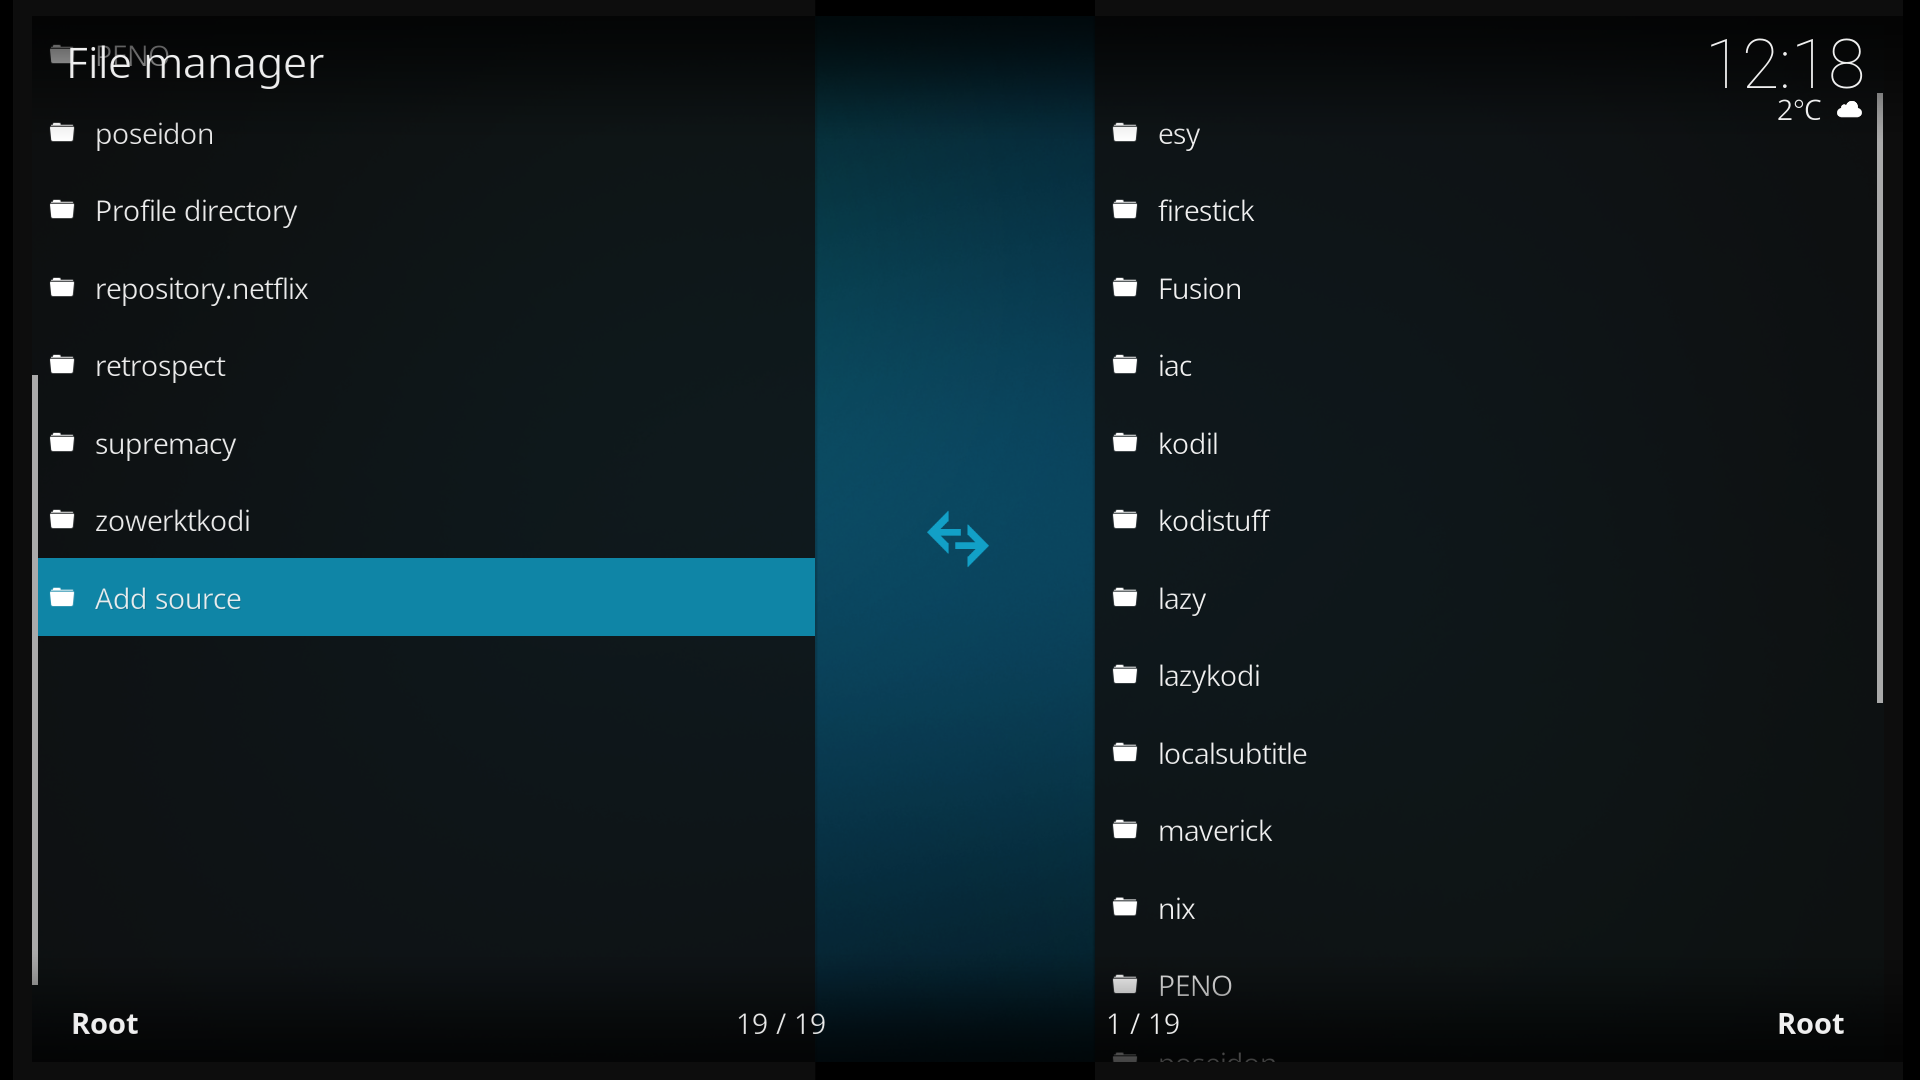 File manager
PENO
12:18
2°C
poseidon
Profile directory
repository.netflix
retrospect
supremacy
zowerktkodi
Add source
Root
19 / 19
esy
firestick
Fusion
iac
kodil
kodistuff
lazy
lazykodi
localsubtitle
maverick
nix
PENO
poseidon
1 / 19
Root